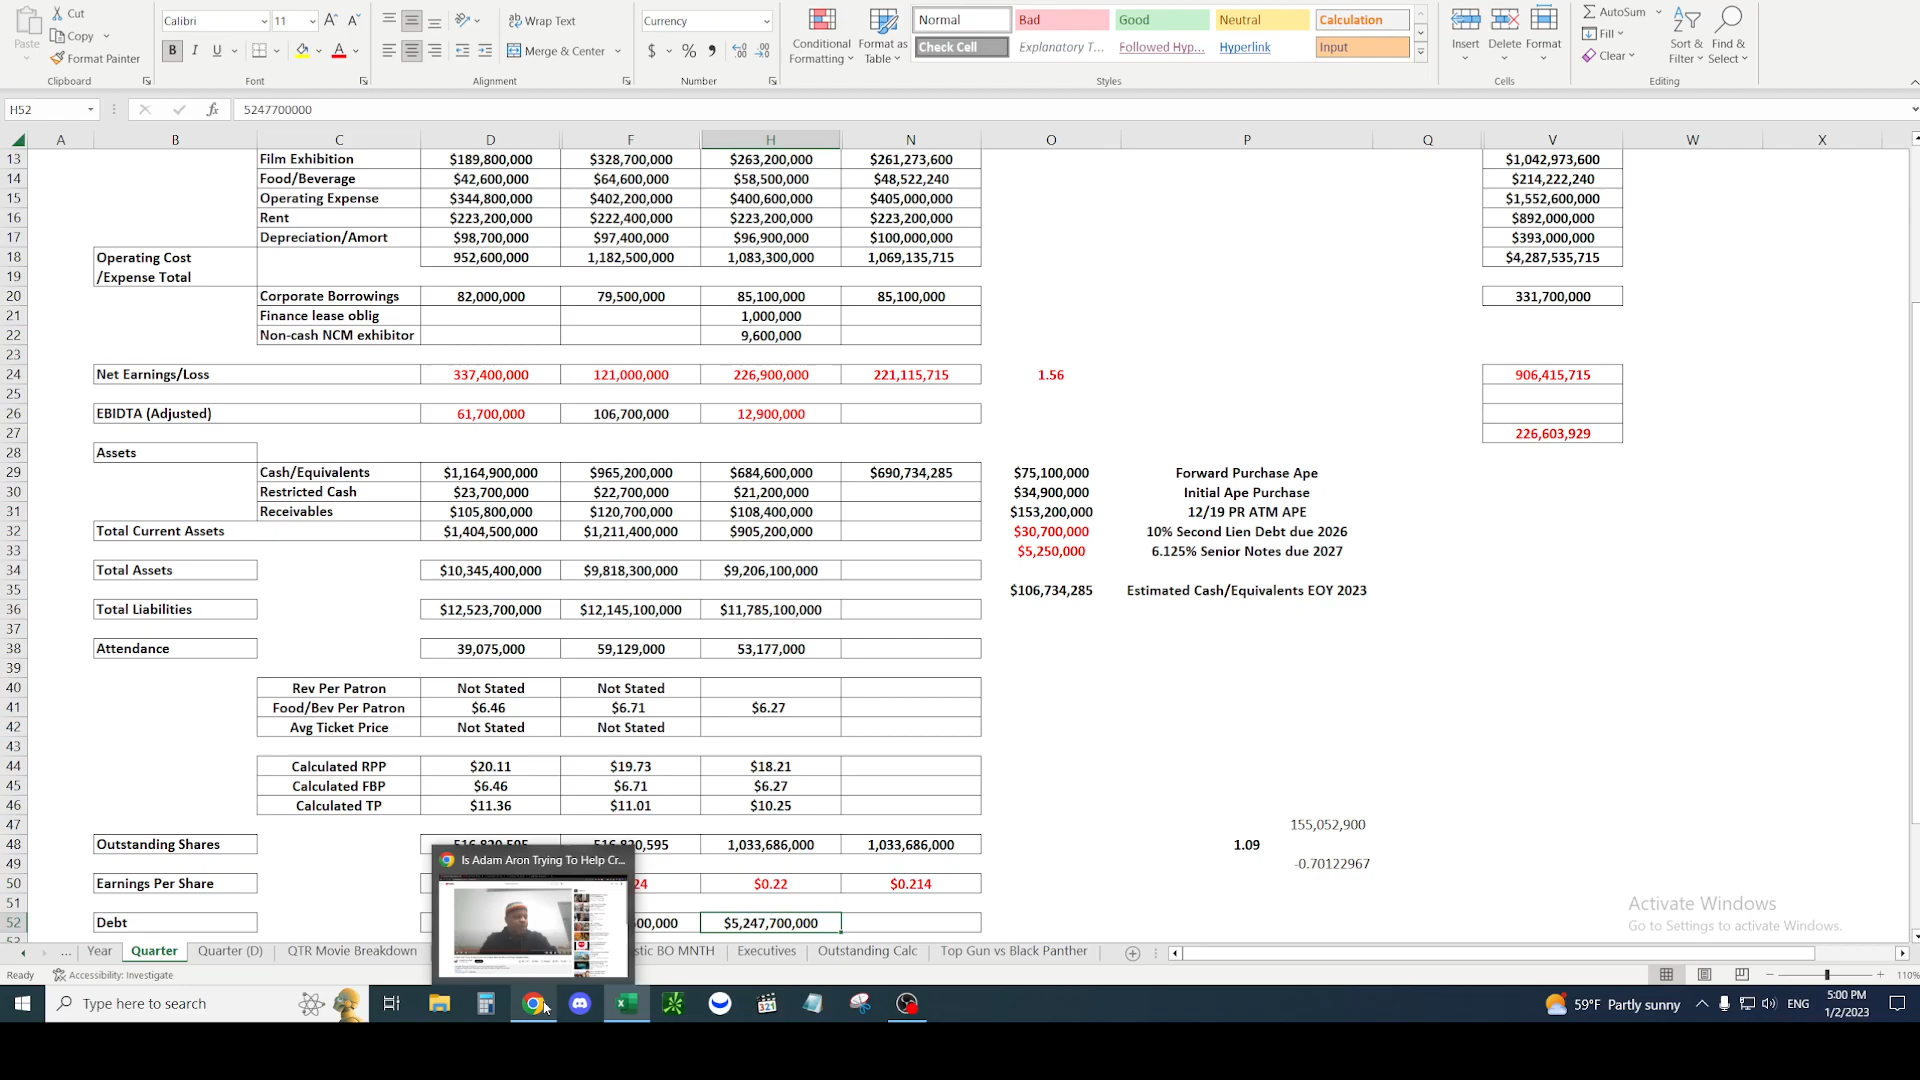 Cut
Copy
Format Painter
Paste
Clipboard
Calibri 11
B I U
Font
Wrap Text
Merge & Center
Alignment
Currency
$ % ,
Number
Conditional Formatting
Format as Table
Normal Bad Good Neutral Calculation
Check Cell Explanatory T... Followed Hyp... Hyperlink Input
Styles
Insert Delete Format
Cells
AutoSum
Fill
Clear
Sort & Filter
Find & Select
Editing
H52 fx 5247700000
A B C D F H N O P Q V W X
13 Film Exhibition $189,800,000 $328,700,000 $263,200,000 $261,273,600 $1,042,973,600
14 Food/Beverage $42,600,000 $64,600,000 $58,500,000 $48,522,240 $214,222,240
15 Operating Expense $344,800,000 $402,200,000 $400,600,000 $405,000,000 $1,552,600,000
16 Rent $223,200,000 $222,400,000 $223,200,000 $223,200,000 $892,000,000
17 Depreciation/Amort $98,700,000 $97,400,000 $96,900,000 $100,000,000 $393,000,000
18 Operating Cost 952,600,000 1,182,500,000 1,083,300,000 1,069,135,715 $4,287,535,715
19 /Expense Total
20 Corporate Borrowings 82,000,000 79,500,000 85,100,000 85,100,000 331,700,000
21 Finance lease oblig 1,000,000
22 Non-cash NCM exhibitor 9,600,000
23
24 Net Earnings/Loss 337,400,000 121,000,000 226,900,000 221,115,715 1.56 906,415,715
25
26 EBIDTA (Adjusted) 61,700,000 106,700,000 12,900,000
27 226,603,929
28 Assets
29 Cash/Equivalents $1,164,900,000 $965,200,000 $684,600,000 $690,734,285 $75,100,000 Forward Purchase Ape
30 Restricted Cash $23,700,000 $22,700,000 $21,200,000 $34,900,000 Initial Ape Purchase
31 Receivables $105,800,000 $120,700,000 $108,400,000 $153,200,000 12/19 PR ATM APE
32 Total Current Assets $1,404,500,000 $1,211,400,000 $905,200,000 $30,700,000 10% Second Lien Debt due 2026
33 $5,250,000 6.125% Senior Notes due 2027
34 Total Assets $10,345,400,000 $9,818,300,000 $9,206,100,000
35 $106,734,285 Estimated Cash/Equivalents EOY 2023
36 Total Liabilities $12,523,700,000 $12,145,100,000 $11,785,100,000
37
38 Attendance 39,075,000 59,129,000 53,177,000
39
40 Rev Per Patron Not Stated Not Stated
41 Food/Bev Per Patron $6.46 $6.71 $6.27
42 Avg Ticket Price Not Stated Not Stated
43
44 Calculated RPP $20.11 $19.73 $18.21
45 Calculated FBP $6.46 $6.71 $6.27
46 Calculated TP $11.36 $11.01 $10.25
47 155,052,900
48 Outstanding Shares 516,820,595 1,033,686,000 1,033,686,000 1.09
49 -0.70122967
50 Earnings Per Share 24 $0.22 $0.214
51
52 Debt 00,000 $5,247,700,000
Is Adam Aron Trying To Help Cr...
Activate Windows
Go to Settings to activate Windows.
... Year Quarter Quarter (D) QTR Movie Breakdown stic BO MNTH Executives Outstanding Calc Top Gun vs Black Panther
Ready Accessibility: Investigate 110%
Type here to search
321
59°F Partly sunny ENG
5:00 PM
1/2/2023